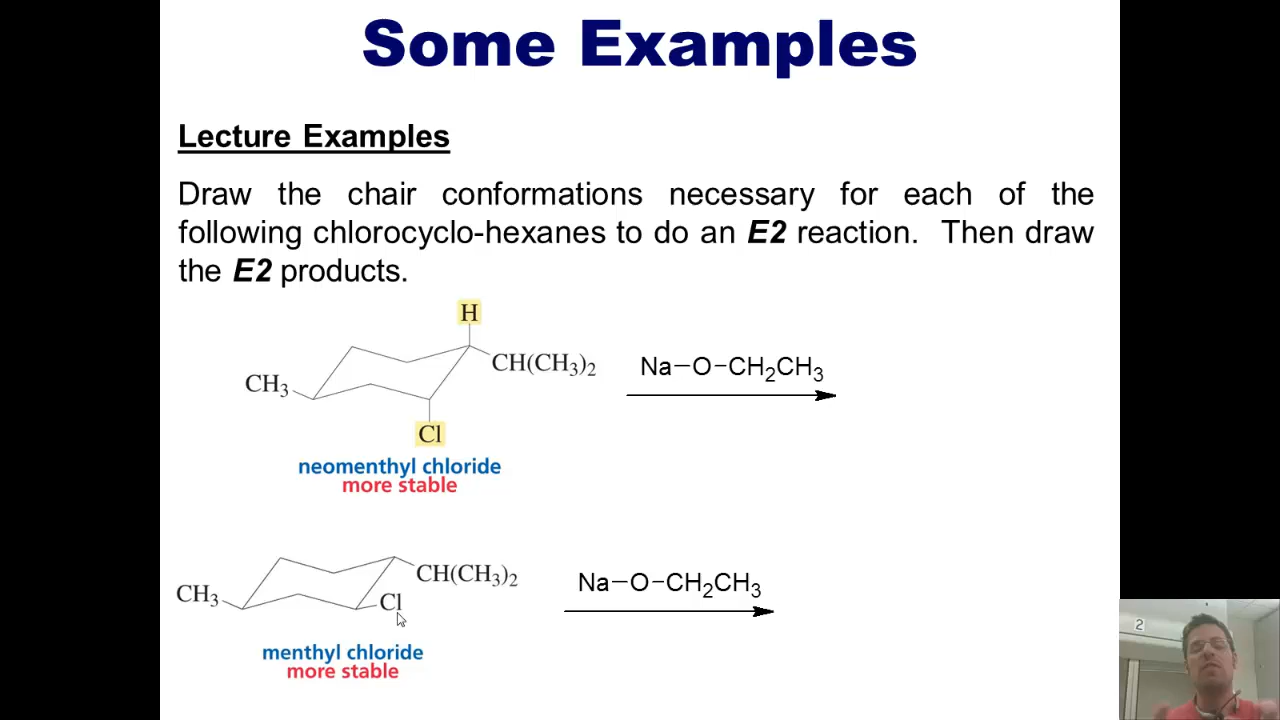 Some Examples
Lecture Examples
Draw the chair conformations necessary for each of the
following chlorocyclo-hexanes to do an E2 reaction. Then draw
the E2 products.
H
CH(CH₃)₂
Na–O–CH₂CH₃
CH₃
Cl
neomenthyl chloride
more stable
CH(CH₃)₂
Na–O–CH₂CH₃
CH₃
Cl
menthyl chloride
more stable
2